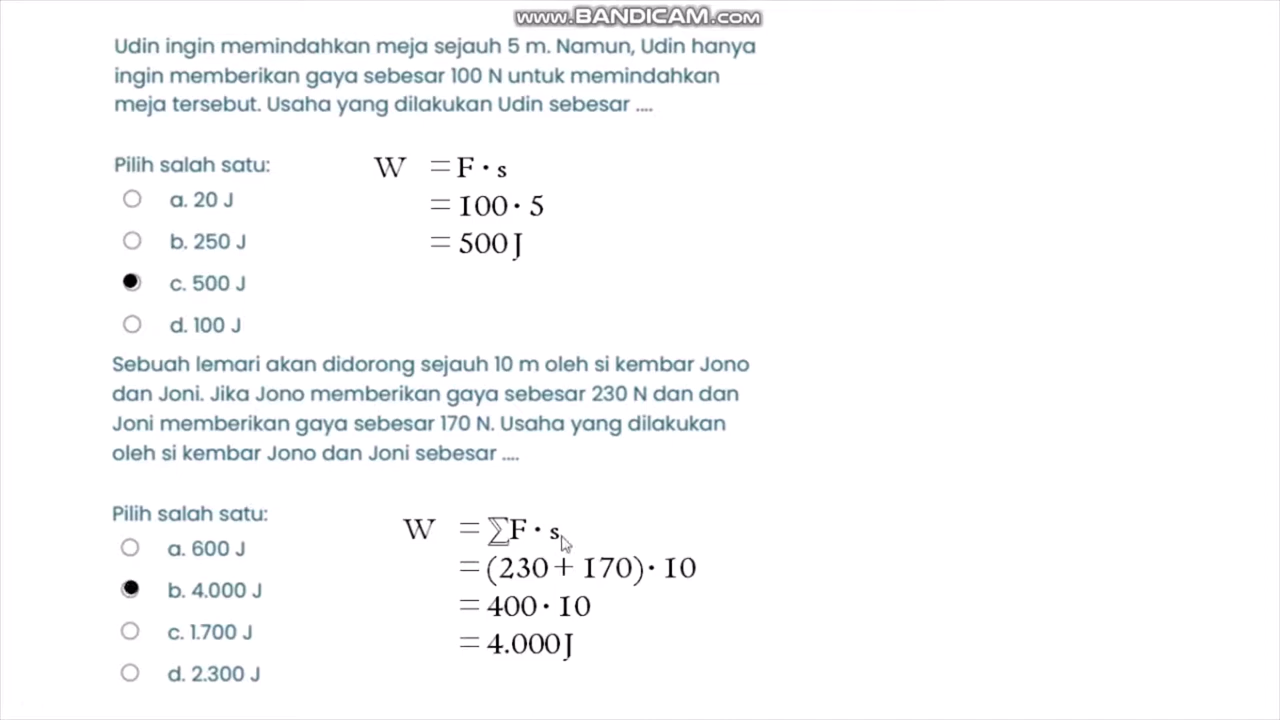 www.BANDICAM.com
Udin ingin memindahkan meja sejauh 5 m. Namun, Udin hanya
ingin memberikan gaya sebesar 100 N untuk memindahkan
meja tersebut. Usaha yang dilakukan Udin sebesar ....
Pilih salah satu:
a. 20 J
b. 250 J
c. 500 J
d. 100 J
W = F · s
= 100 · 5
= 500 J
Sebuah lemari akan didorong sejauh 10 m oleh si kembar Jono
dan Joni. Jika Jono memberikan gaya sebesar 230 N dan dan
Joni memberikan gaya sebesar 170 N. Usaha yang dilakukan
oleh si kembar Jono dan Joni sebesar ....
Pilih salah satu:
a. 600 J
b. 4.000 J
c. 1.700 J
d. 2.300 J
W = ∑F · s
= (230 + 170) · 10
= 400 · 10
= 4.000 J